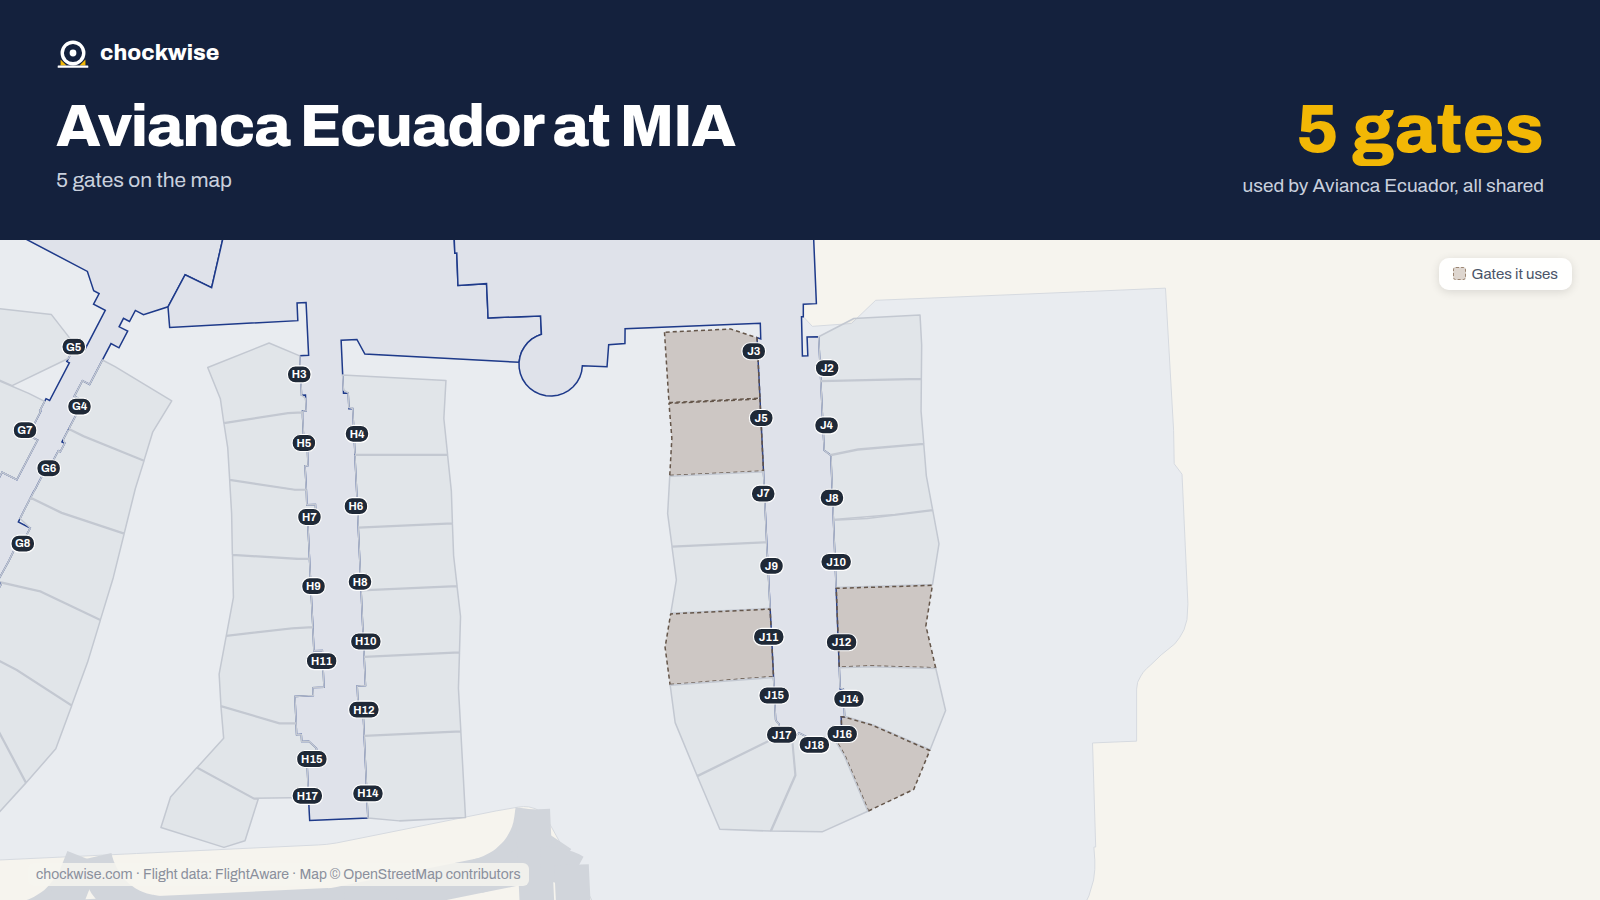 chockwise
Avianca Ecuador at MIA
5 gates on the map
5 gates
used by Avianca Ecuador, all shared
Gates it uses
G5
G4
G7
G6
G8
H3
H5
H4
H7
H6
H9
H8
H11
H10
H12
H15
H17
H14
J3
J2
J5
J4
J7
J8
J9
J10
J11
J12
J15
J14
J17
J18
J16
chockwise.com · Flight data: FlightAware · Map © OpenStreetMap contributors